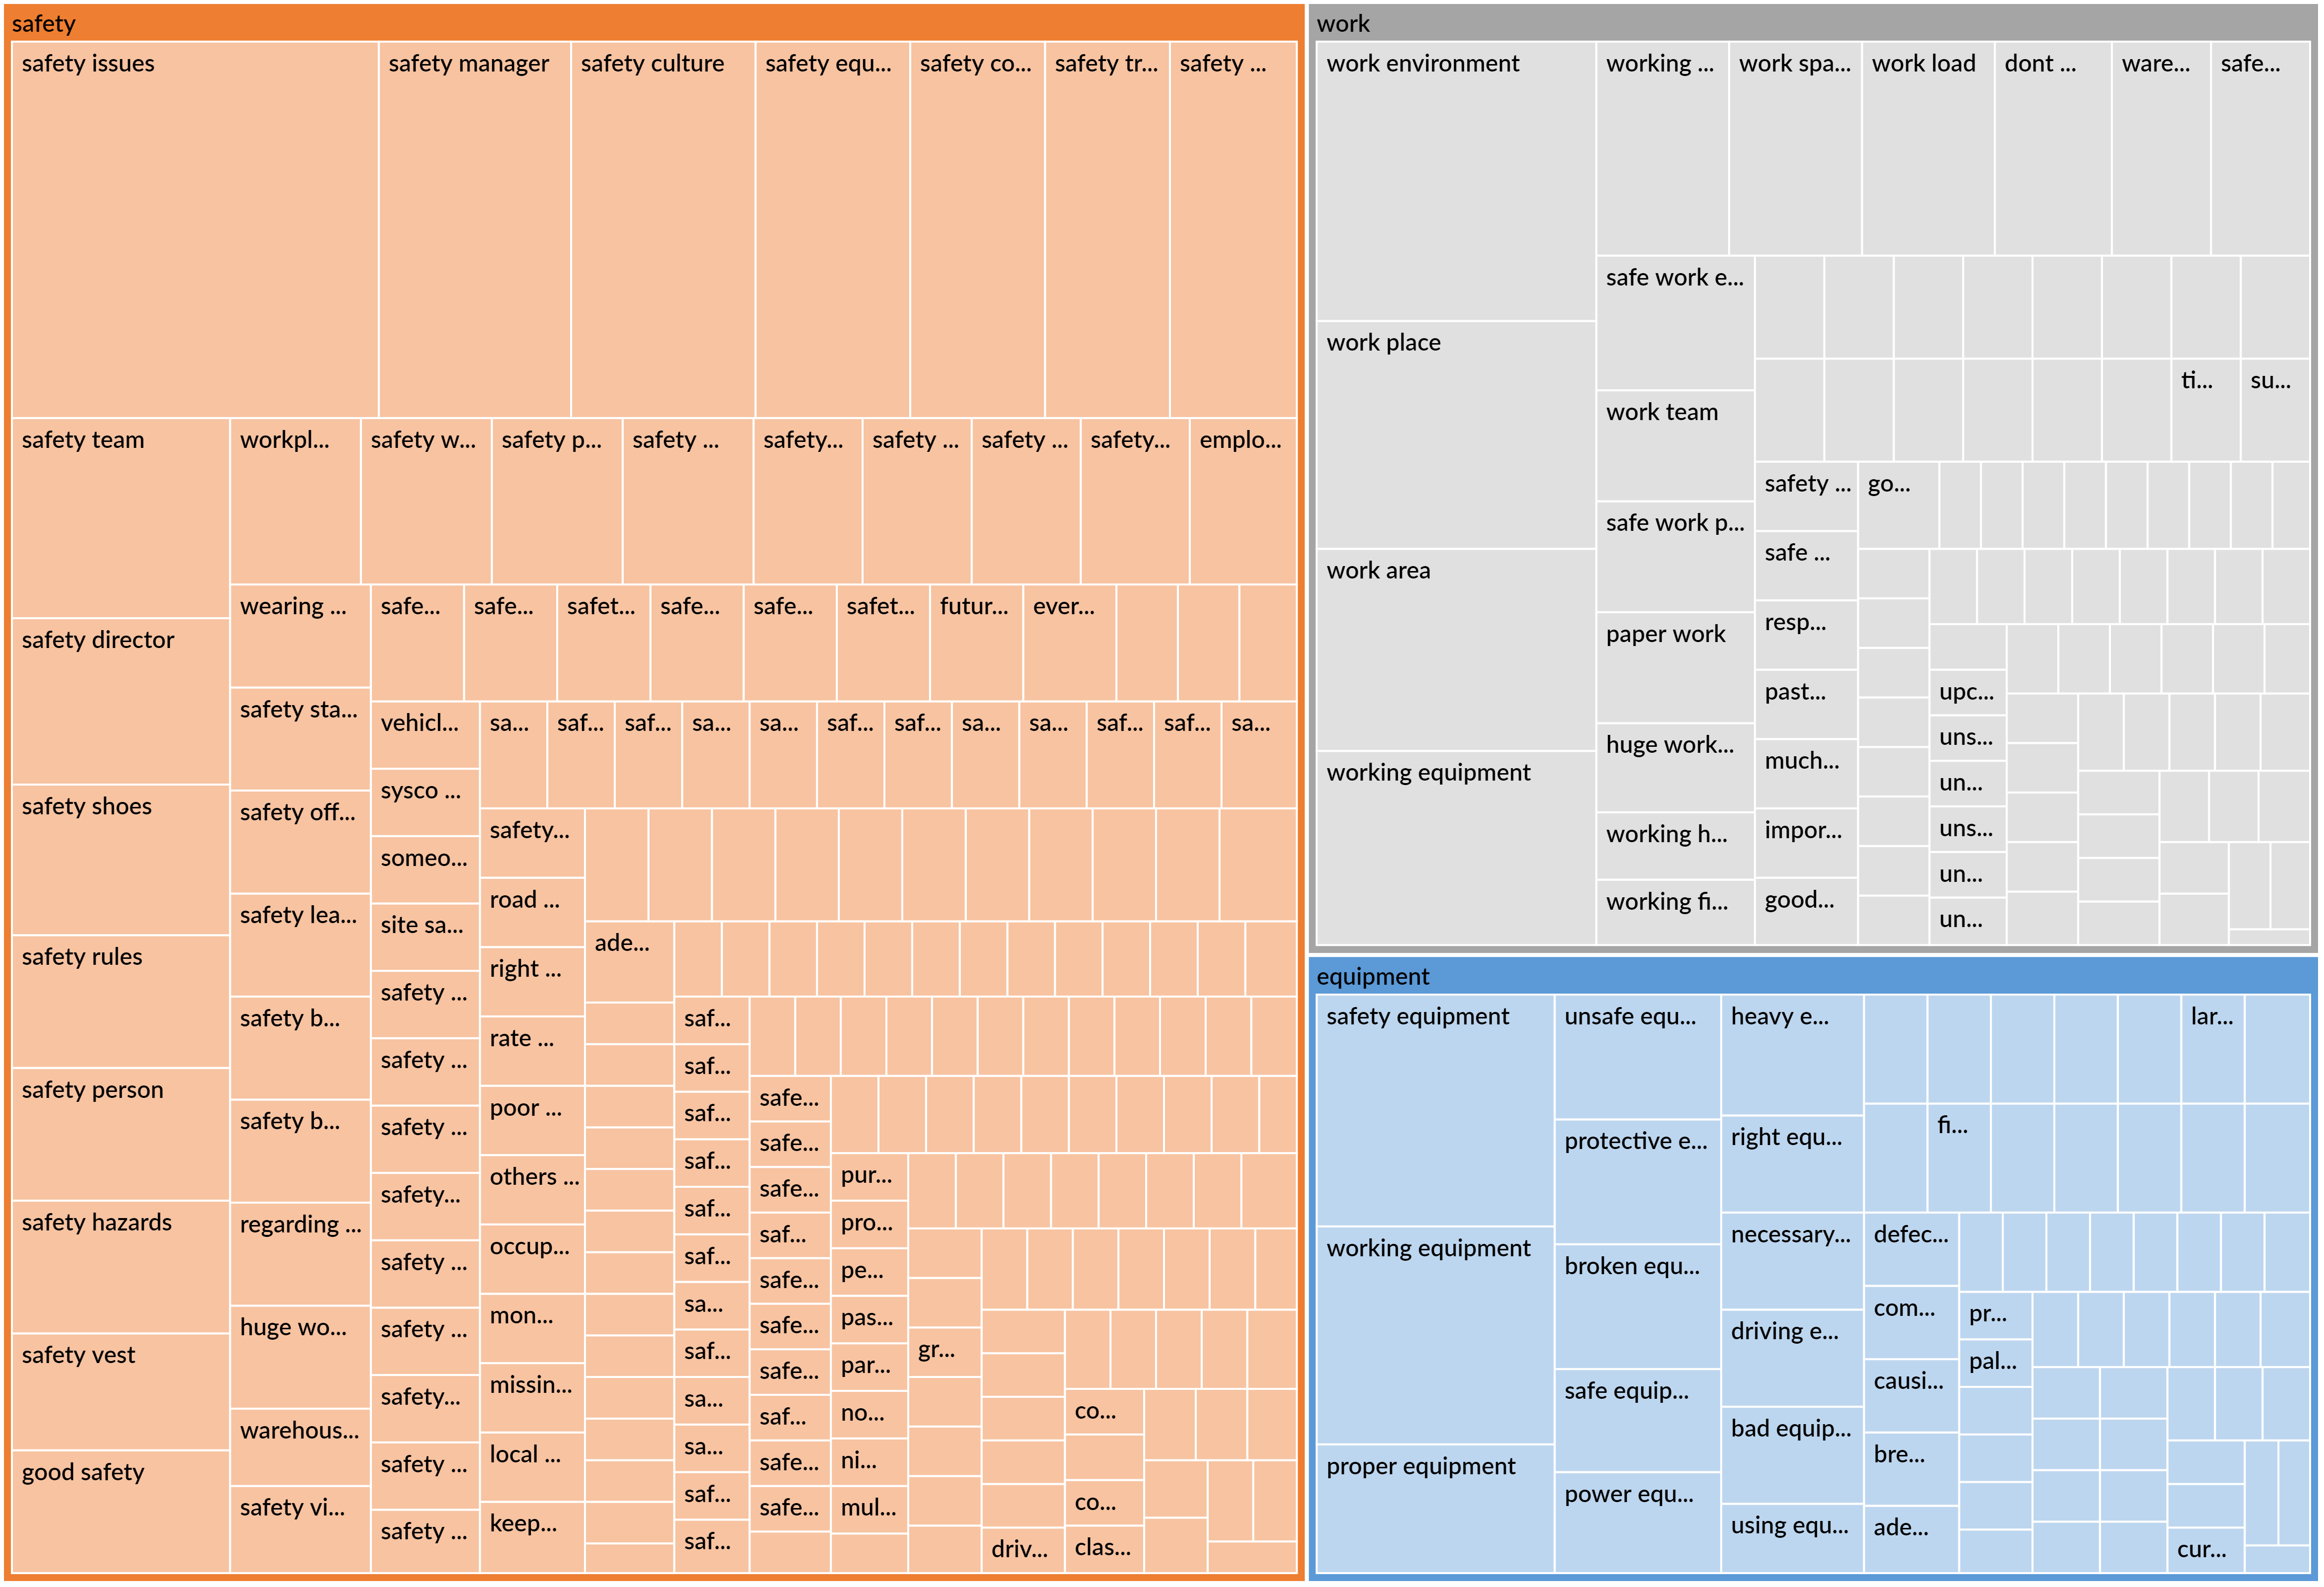 safety
safety issues
safety manager
safety culture
safety equ...
safety co...
safety tr...
safety ...
safety team
workpl...
safety w...
safety p...
safety ...
safety...
safety ...
safety ...
safety...
emplo...
wearing ...
safe...
safe...
safet...
safe...
safe...
safet...
futur...
ever...
safety director
safety sta...
vehicl...
sa...
saf...
saf...
sa...
sa...
saf...
saf...
sa...
sa...
saf...
saf...
sa...
sysco ...
safety shoes
safety off...
safety...
someo...
road ...
safety lea...
site sa...
ade...
safety rules
right ...
safety ...
safety b...
saf...
rate ...
safety ...
saf...
safety person
safe...
poor ...
saf...
safety b...
safety ...
safe...
saf...
others ...
pur...
safety...
safe...
saf...
safety hazards
regarding ...
pro...
saf...
occup...
saf...
safety ...
pe...
safe...
sa...
mon...
pas...
huge wo...
safety ...
safe...
saf...
gr...
safety vest
par...
safe...
missin...
safety...
sa...
no...
saf...
co...
warehous...
sa...
local ...
ni...
safe...
safety ...
good safety
saf...
co...
safety vi...
safe...
mul...
keep...
safety ...
saf...
driv...
clas...
work
work environment
working ...
work spa...
work load
dont ...
ware...
safe...
safe work e...
work place
ti...
su...
work team
safety ...
go...
safe work p...
safe ...
work area
resp...
paper work
past...
upc...
uns...
huge work...
much...
working equipment
un...
uns...
working h...
impor...
un...
working fi...
good...
un...
equipment
safety equipment
unsafe equ...
heavy e...
lar...
protective e...
right equ...
fi...
working equipment
necessary...
defec...
broken equ...
com...
pr...
driving e...
pal...
safe equip...
causi...
bad equip...
bre...
proper equipment
power equ...
using equ...
ade...
cur...